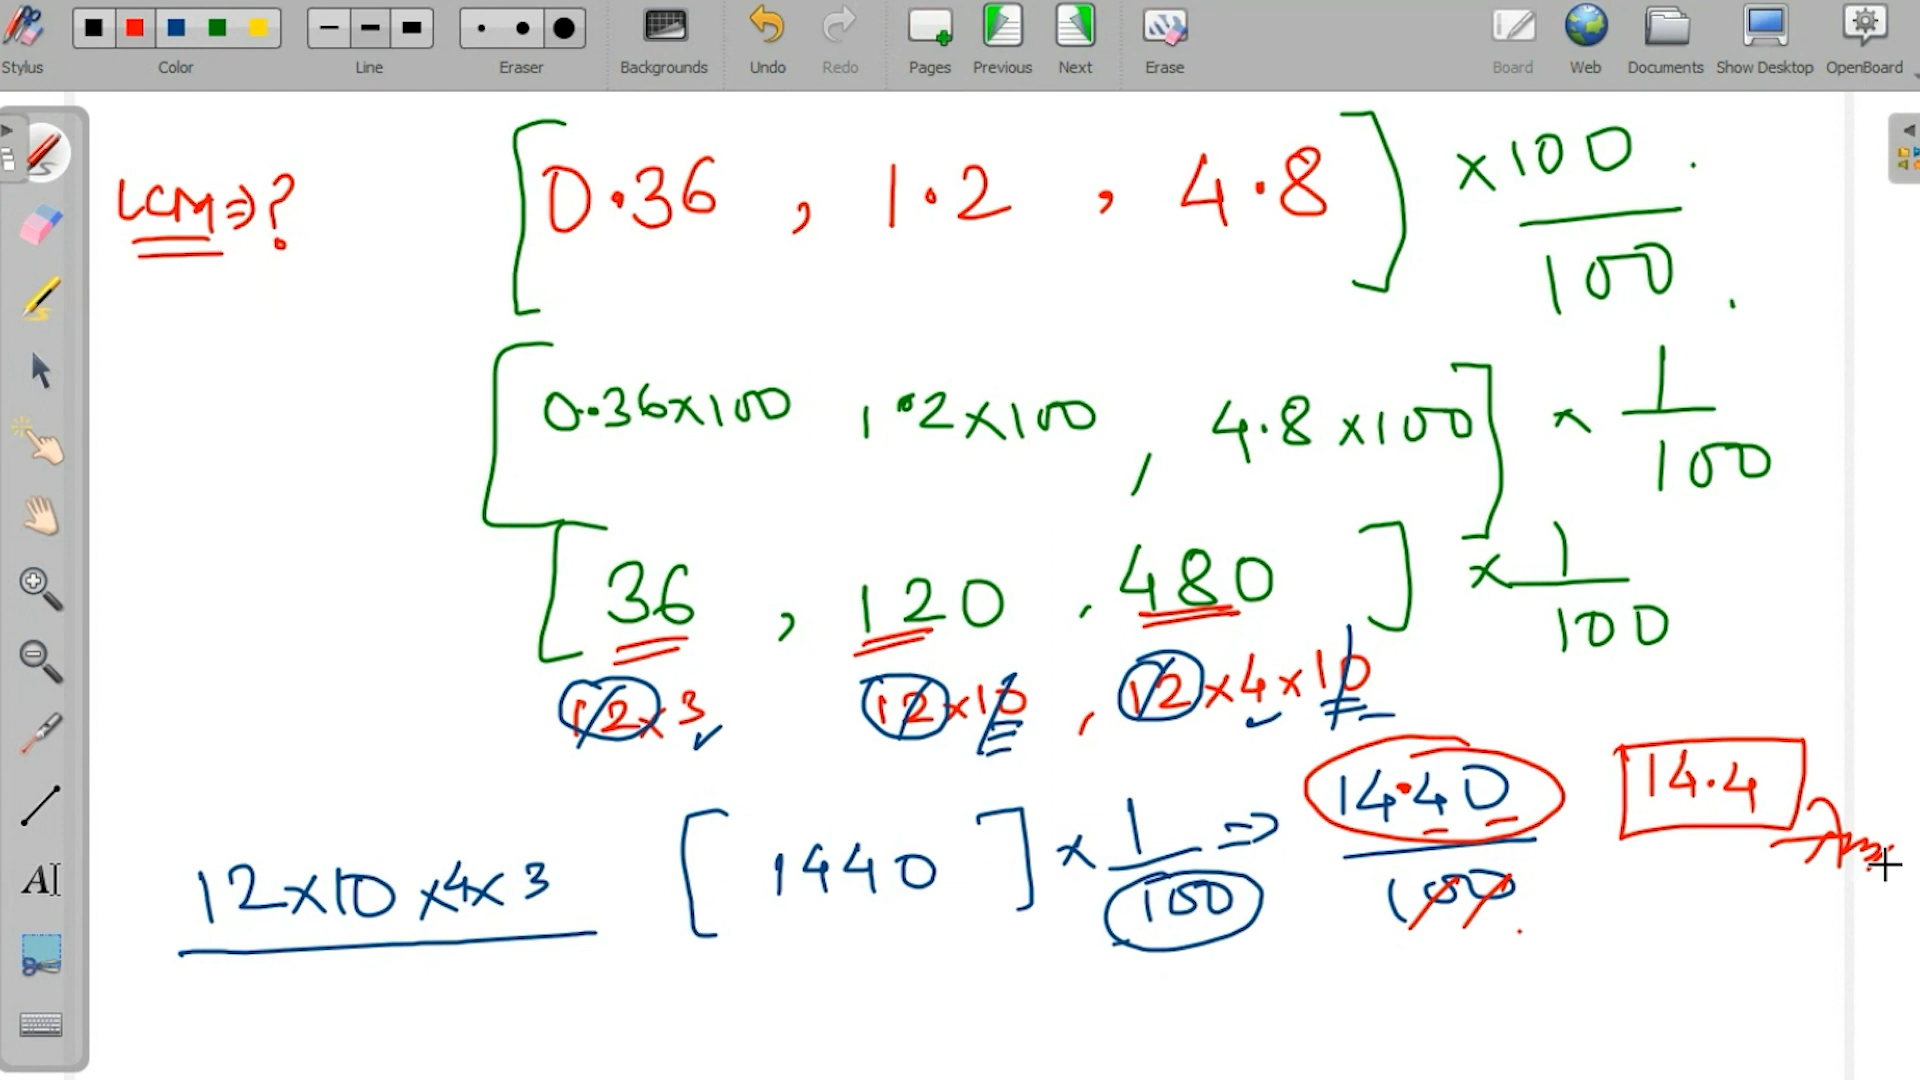 Stylus Color Line Eraser Backgrounds Undo Redo Pages Previous Next Erase Board Web Documents Show Desktop OpenBoard
LCM ⇒ ? [0.36 , 1.2 , 4.8] × 100 / 100
[0.36×100 1.2×100 , 4.8×100] × 1/100
[36 , 120 , 480] × 1/100
12×3 12×10 , 12×4×10
12×10×4×3 [1440] × 1/100 ⇒ 14.40/100 14.4
AI